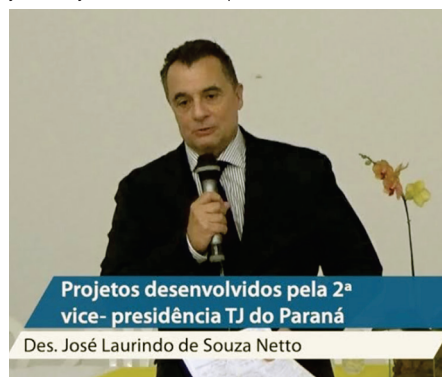 Projetos desenvolvidos pela 2ª
vice- presidência TJ do Paraná
Des. José Laurindo de Souza Netto